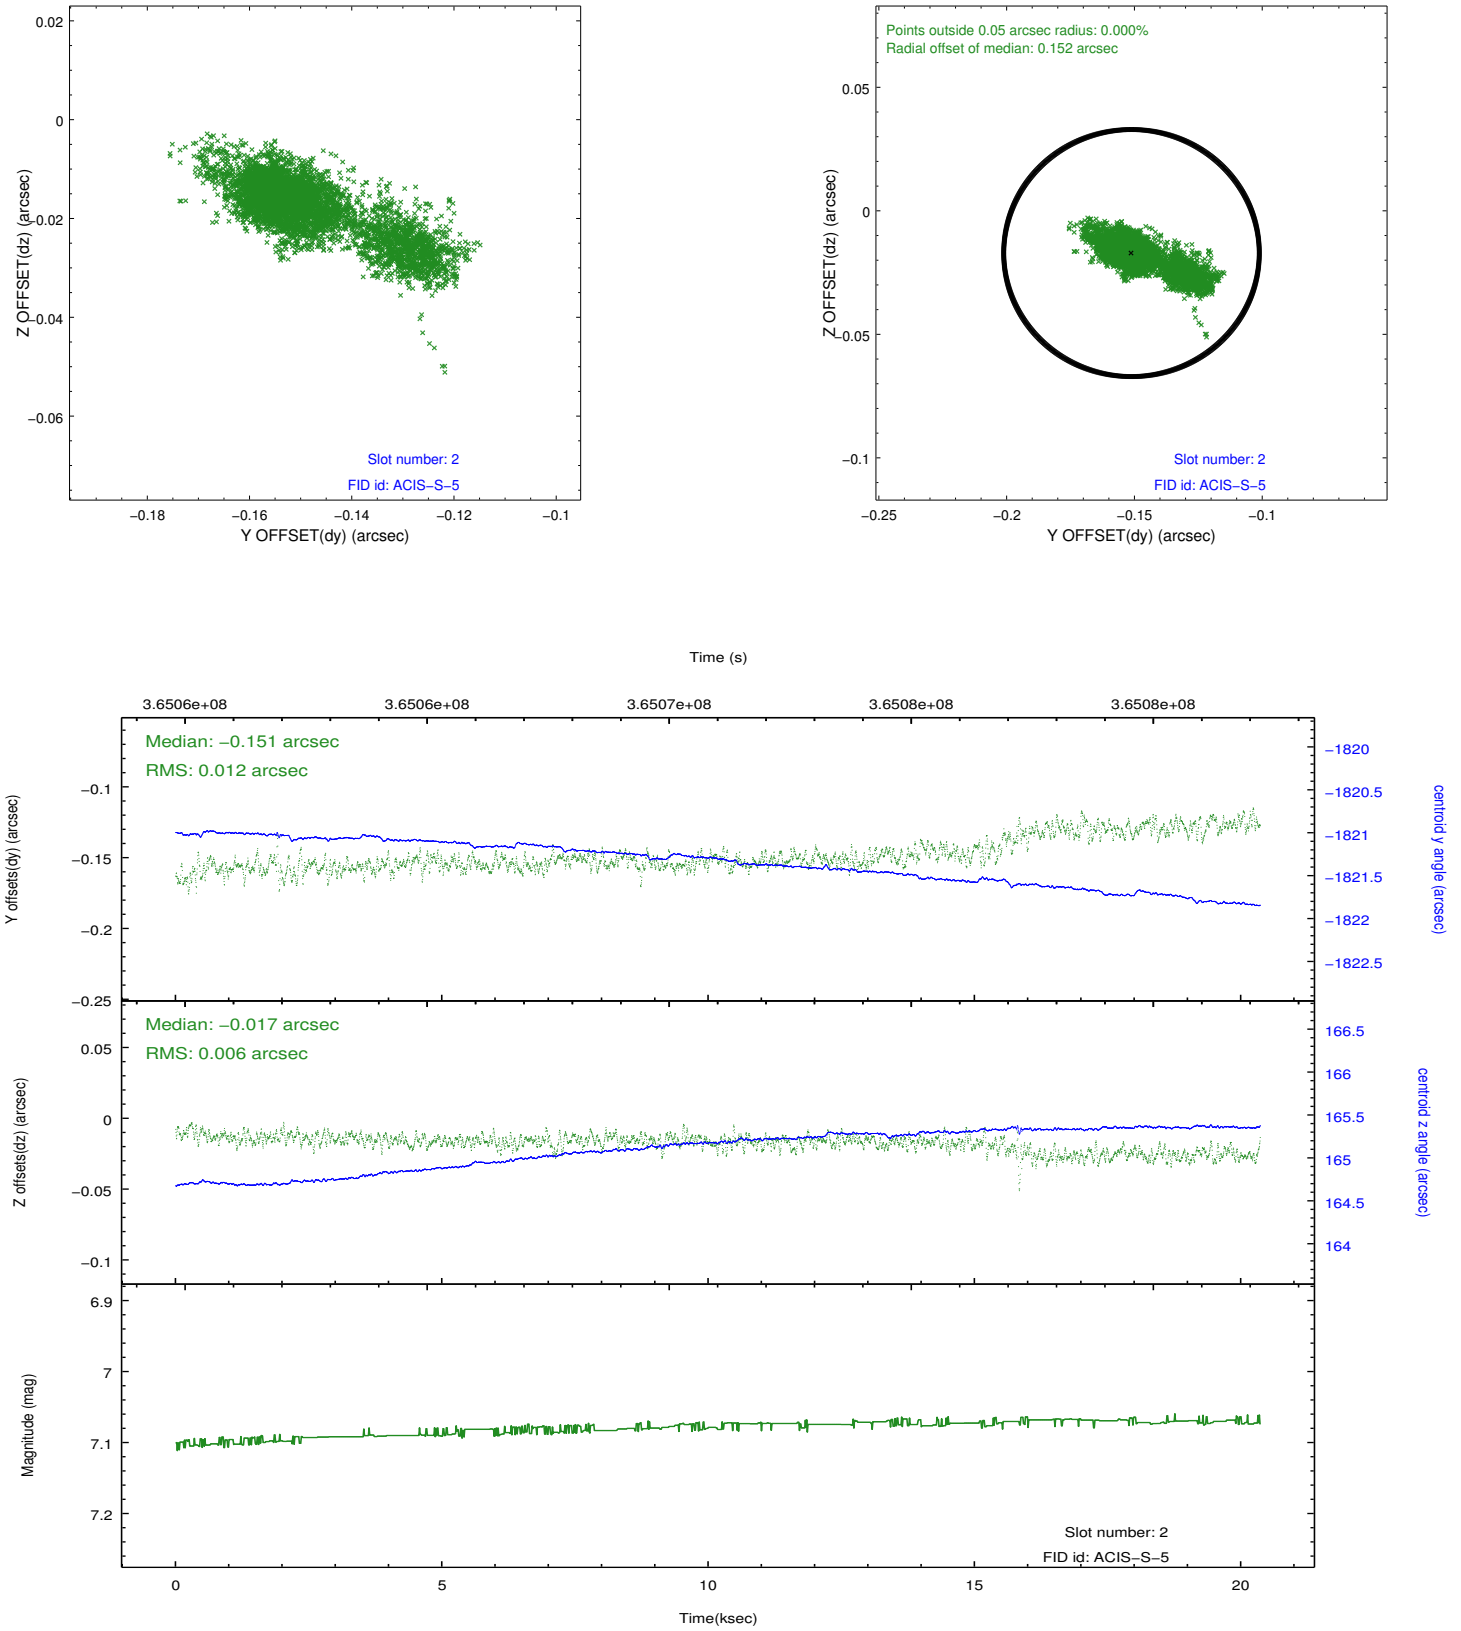 0.02
0
−0.02
−0.04
−0.06
Z OFFSET(dz) (arcsec)
Slot number: 2
FID id: ACIS−S−5
−0.18 −0.16 −0.14 −0.12 −0.1
Y OFFSET(dy) (arcsec)
Points outside 0.05 arcsec radius: 0.000%
Radial offset of median: 0.152 arcsec
0.05
0
−0.05
−0.1
Z OFFSET(dz) (arcsec)
Slot number: 2
FID id: ACIS−S−5
−0.25 −0.2 −0.15 −0.1
Y OFFSET(dy) (arcsec)
Time (s)
3.6506e+08 3.6506e+08 3.6507e+08 3.6508e+08 3.6508e+08
Median: −0.151 arcsec
RMS: 0.012 arcsec
−0.1
−0.15
−0.2
−0.25
Y offsets(dy) (arcsec)
−1820
−1820.5
−1821
−1821.5
−1822
−1822.5
centroid y angle (arcsec)
Median: −0.017 arcsec
RMS: 0.006 arcsec
0.05
0
−0.05
−0.1
Z offsets(dz) (arcsec)
166.5
166
165.5
165
164.5
164
centroid z angle (arcsec)
6.9
7
7.1
7.2
Magnitude (mag)
Slot number: 2
FID id: ACIS−S−5
0 5 10 15 20
Time(ksec)